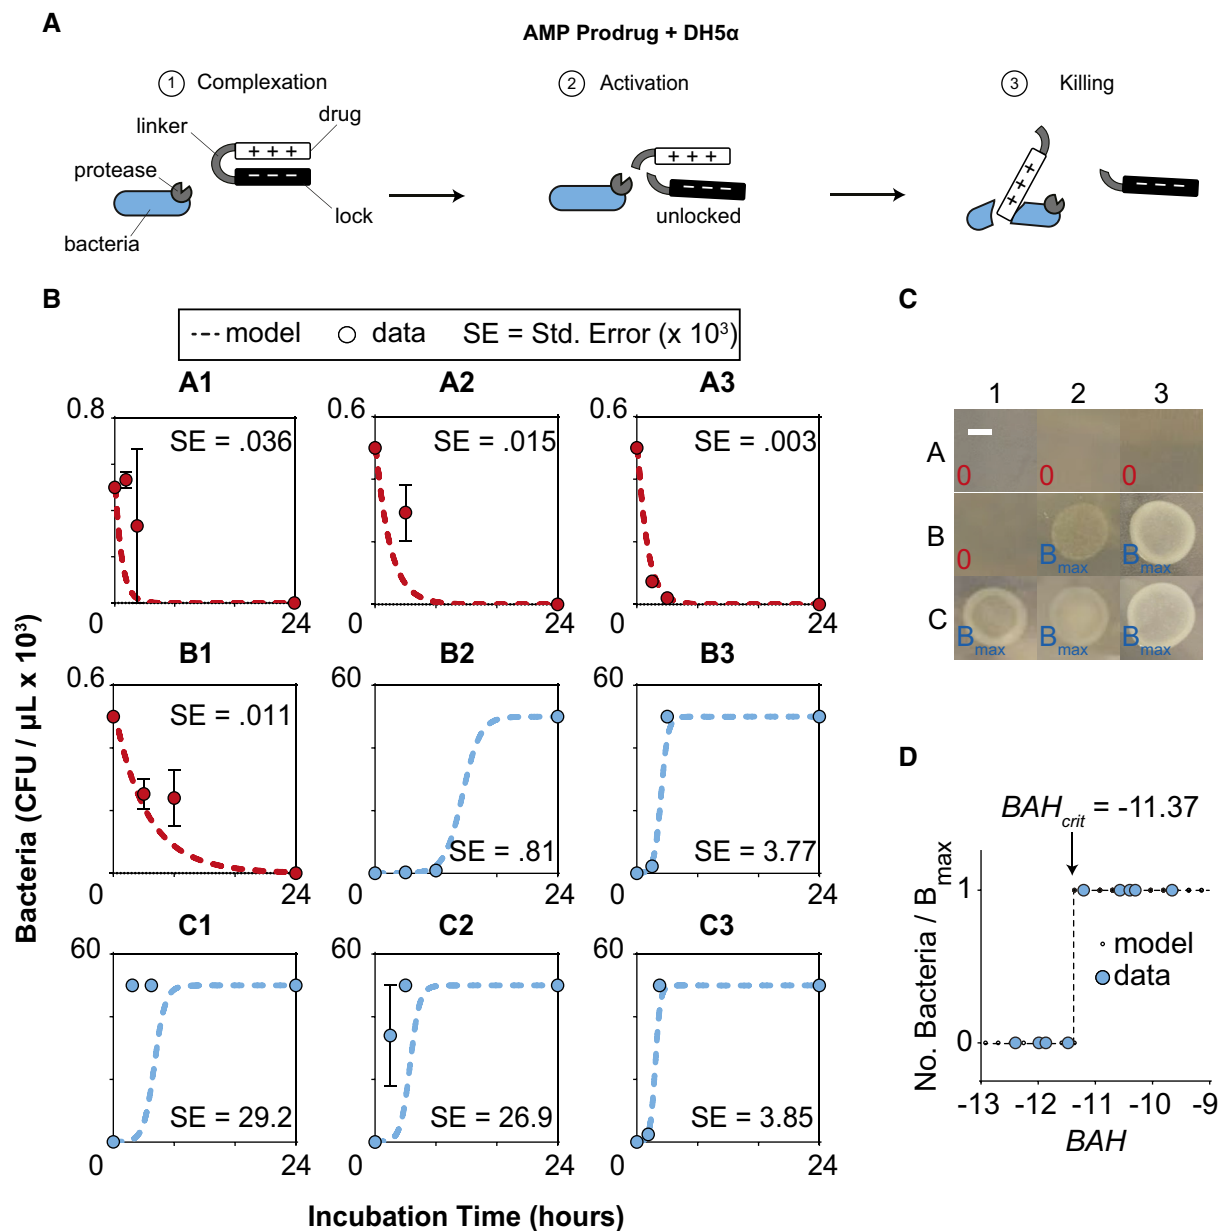 A
AMP Prodrug + DH5α
1 Complexation
2 Activation
3 Killing
linker
drug
protease
+ + +
− − −
lock
bacteria
+ + +
− − −
unlocked
+ + +
− − −
B
model data SE = Std. Error (x 10³)
Bacteria (CFU / µL x 10³)
A1
0.8
SE = .036
0
24
A2
0.6
SE = .015
0
24
A3
0.6
SE = .003
0
24
B1
0.6
SE = .011
0
24
B2
60
SE = .81
0
24
B3
60
SE = 3.77
0
24
C1
60
SE = 29.2
0
24
C2
60
SE = 26.9
0
24
C3
60
SE = 3.85
0
24
Incubation Time (hours)
C
1 2 3
A
0 0 0
B
0 Bmax Bmax
C
Bmax Bmax Bmax
D
BAHcrit = -11.37
No. Bacteria / Bmax
1
model
data
0
-13 -12 -11 -10 -9
BAH